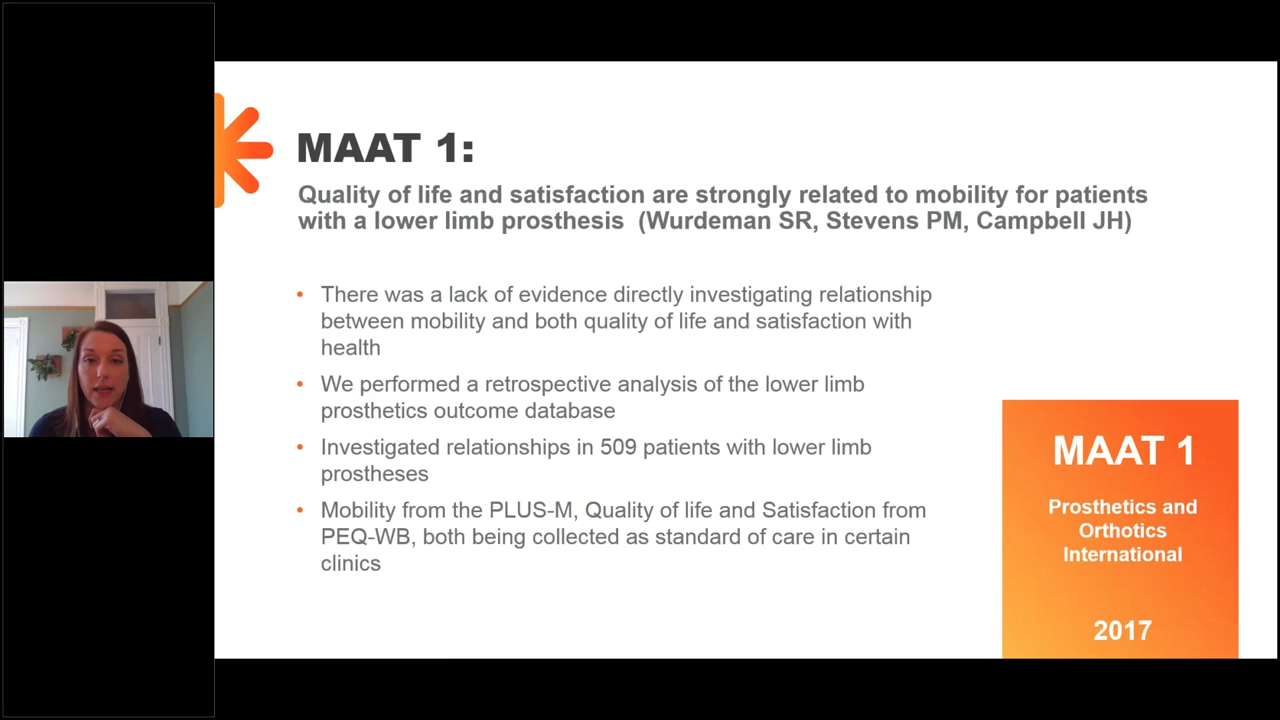 MAAT 1:
Quality of life and satisfaction are strongly related to mobility for patients
with a lower limb prosthesis  (Wurdeman SR, Stevens PM, Campbell JH)
• There was a lack of evidence directly investigating relationship
between mobility and both quality of life and satisfaction with
health
• We performed a retrospective analysis of the lower limb
prosthetics outcome database
• Investigated relationships in 509 patients with lower limb
prostheses
• Mobility from the PLUS-M, Quality of life and Satisfaction from
PEQ-WB, both being collected as standard of care in certain
clinics
MAAT 1
Prosthetics and
Orthotics
International
2017